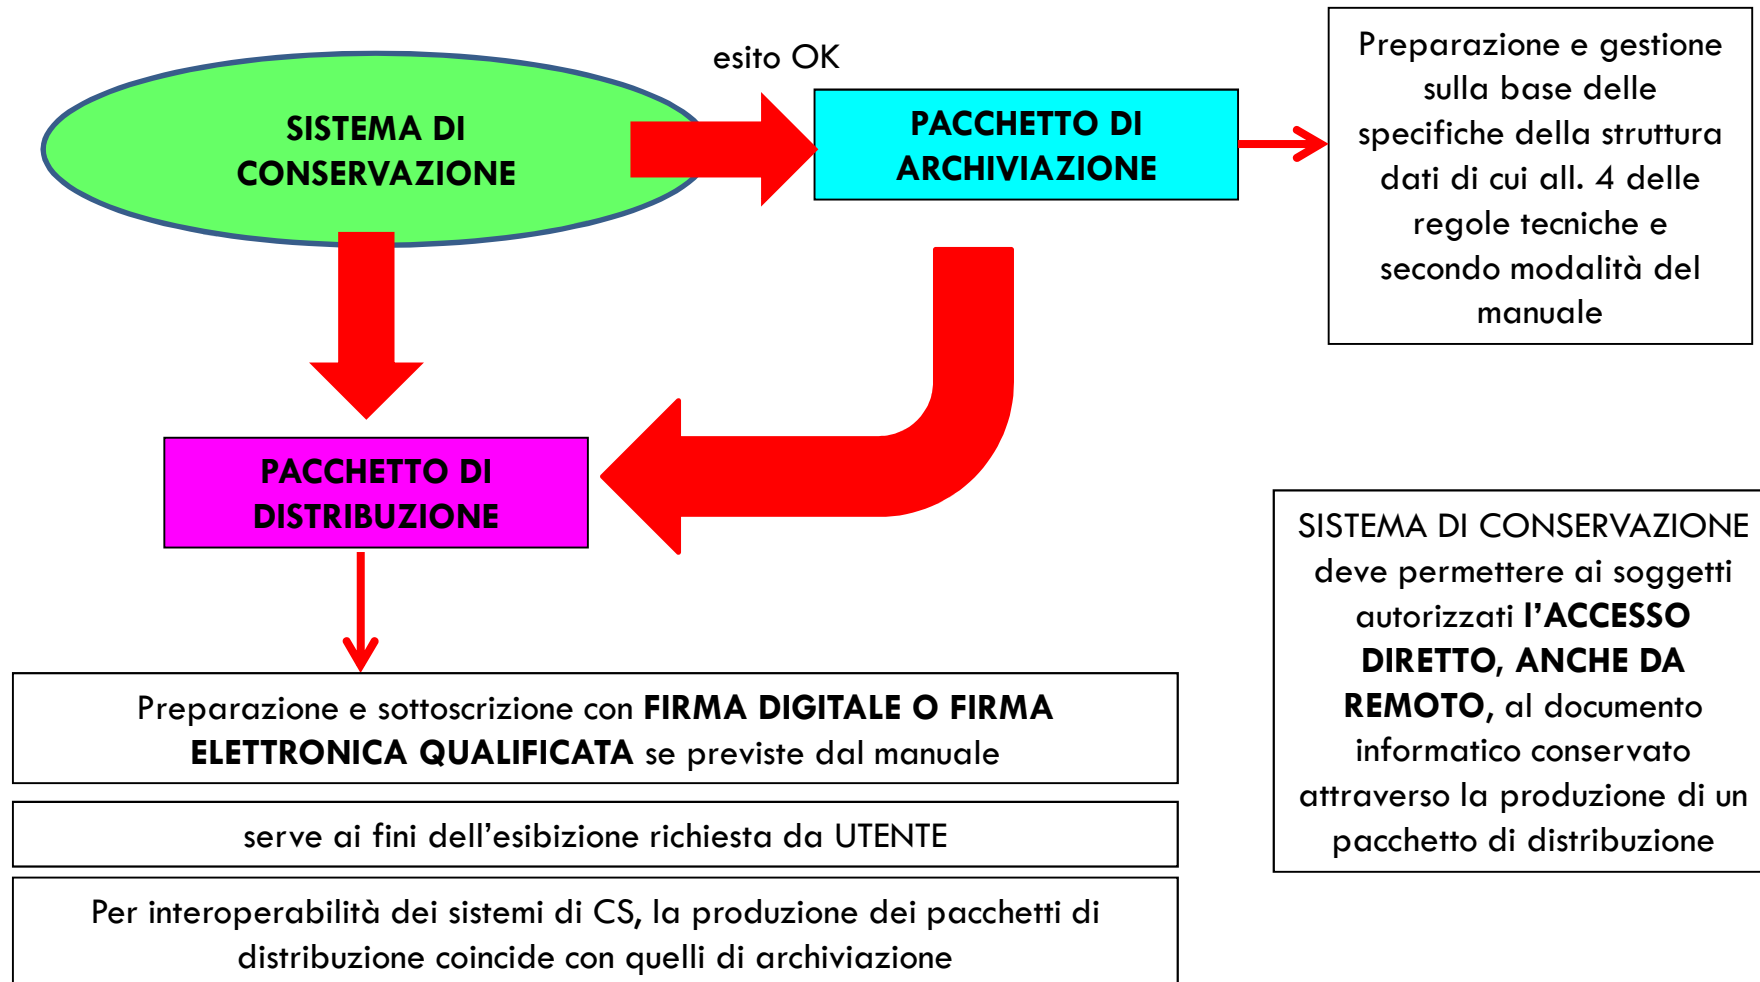 esito OK
SISTEMA DI
CONSERVAZIONE
PACCHETTO DI
ARCHIVIAZIONE
Preparazione e gestione
sulla base delle
specifiche della struttura
dati di cui all. 4 delle
regole tecniche e
secondo modalità del
manuale
PACCHETTO DI
DISTRIBUZIONE
SISTEMA DI CONSERVAZIONE
deve permettere ai soggetti
autorizzati l’ACCESSO
DIRETTO, ANCHE DA
REMOTO, al documento
informatico conservato
attraverso la produzione di un
pacchetto di distribuzione
Preparazione e sottoscrizione con FIRMA DIGITALE O FIRMA
ELETTRONICA QUALIFICATA se previste dal manuale
serve ai fini dell’esibizione richiesta da UTENTE
Per interoperabilità dei sistemi di CS, la produzione dei pacchetti di
distribuzione coincide con quelli di archiviazione